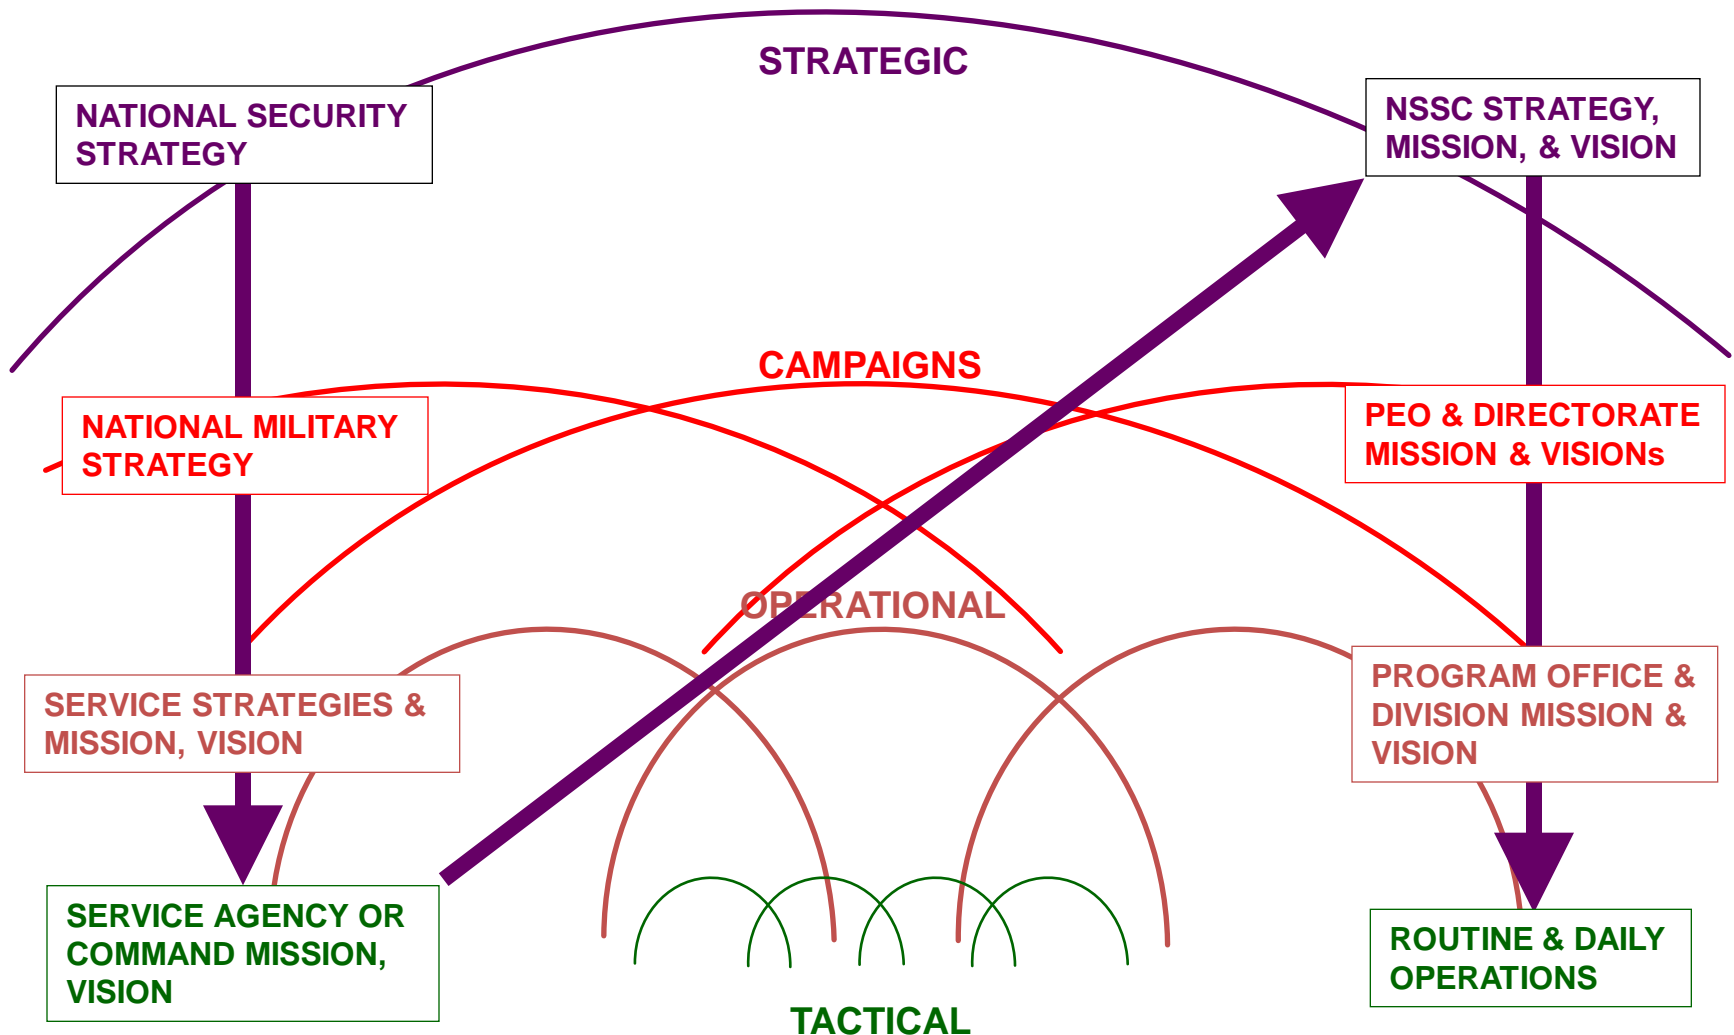 STRATEGIC
NATIONAL SECURITY
STRATEGY
NSSC STRATEGY,
MISSION, & VISION
CAMPAIGNS
NATIONAL MILITARY
STRATEGY
PEO & DIRECTORATE
MISSION & VISIONs
OPERATIONAL
SERVICE STRATEGIES &
MISSION, VISION
PROGRAM OFFICE &
DIVISION MISSION &
VISION
SERVICE AGENCY OR
COMMAND MISSION,
VISION
ROUTINE & DAILY
OPERATIONS
TACTICAL